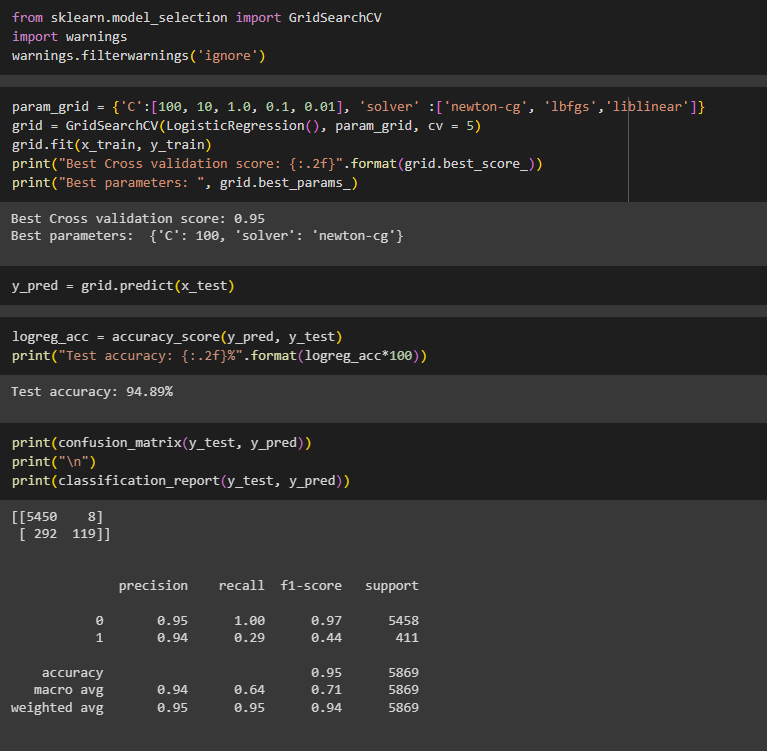 from sklearn.model_selection import GridSearchCV
import warnings
warnings.filterwarnings('ignore')
param_grid = {'C':[100, 10, 1.0, 0.1, 0.01], 'solver' :['newton-cg', 'lbfgs','liblinear']}
grid = GridSearchCV(LogisticRegression(), param_grid, cv = 5)
grid.fit(x_train, y_train)
print("Best Cross validation score: {:.2f}".format(grid.best_score_))
print("Best parameters: ", grid.best_params_)
Best Cross validation score: 0.95
Best parameters:  {'C': 100, 'solver': 'newton-cg'}
y_pred = grid.predict(x_test)
logreg_acc = accuracy_score(y_pred, y_test)
print("Test accuracy: {:.2f}%".format(logreg_acc*100))
Test accuracy: 94.89%
print(confusion_matrix(y_test, y_pred))
print("\n")
print(classification_report(y_test, y_pred))
[[5450    8]
 [ 292  119]]
              precision    recall  f1-score   support
           0       0.95      1.00      0.97      5458
           1       0.94      0.29      0.44       411
    accuracy                           0.95      5869
   macro avg       0.94      0.64      0.71      5869
weighted avg       0.95      0.95      0.94      5869